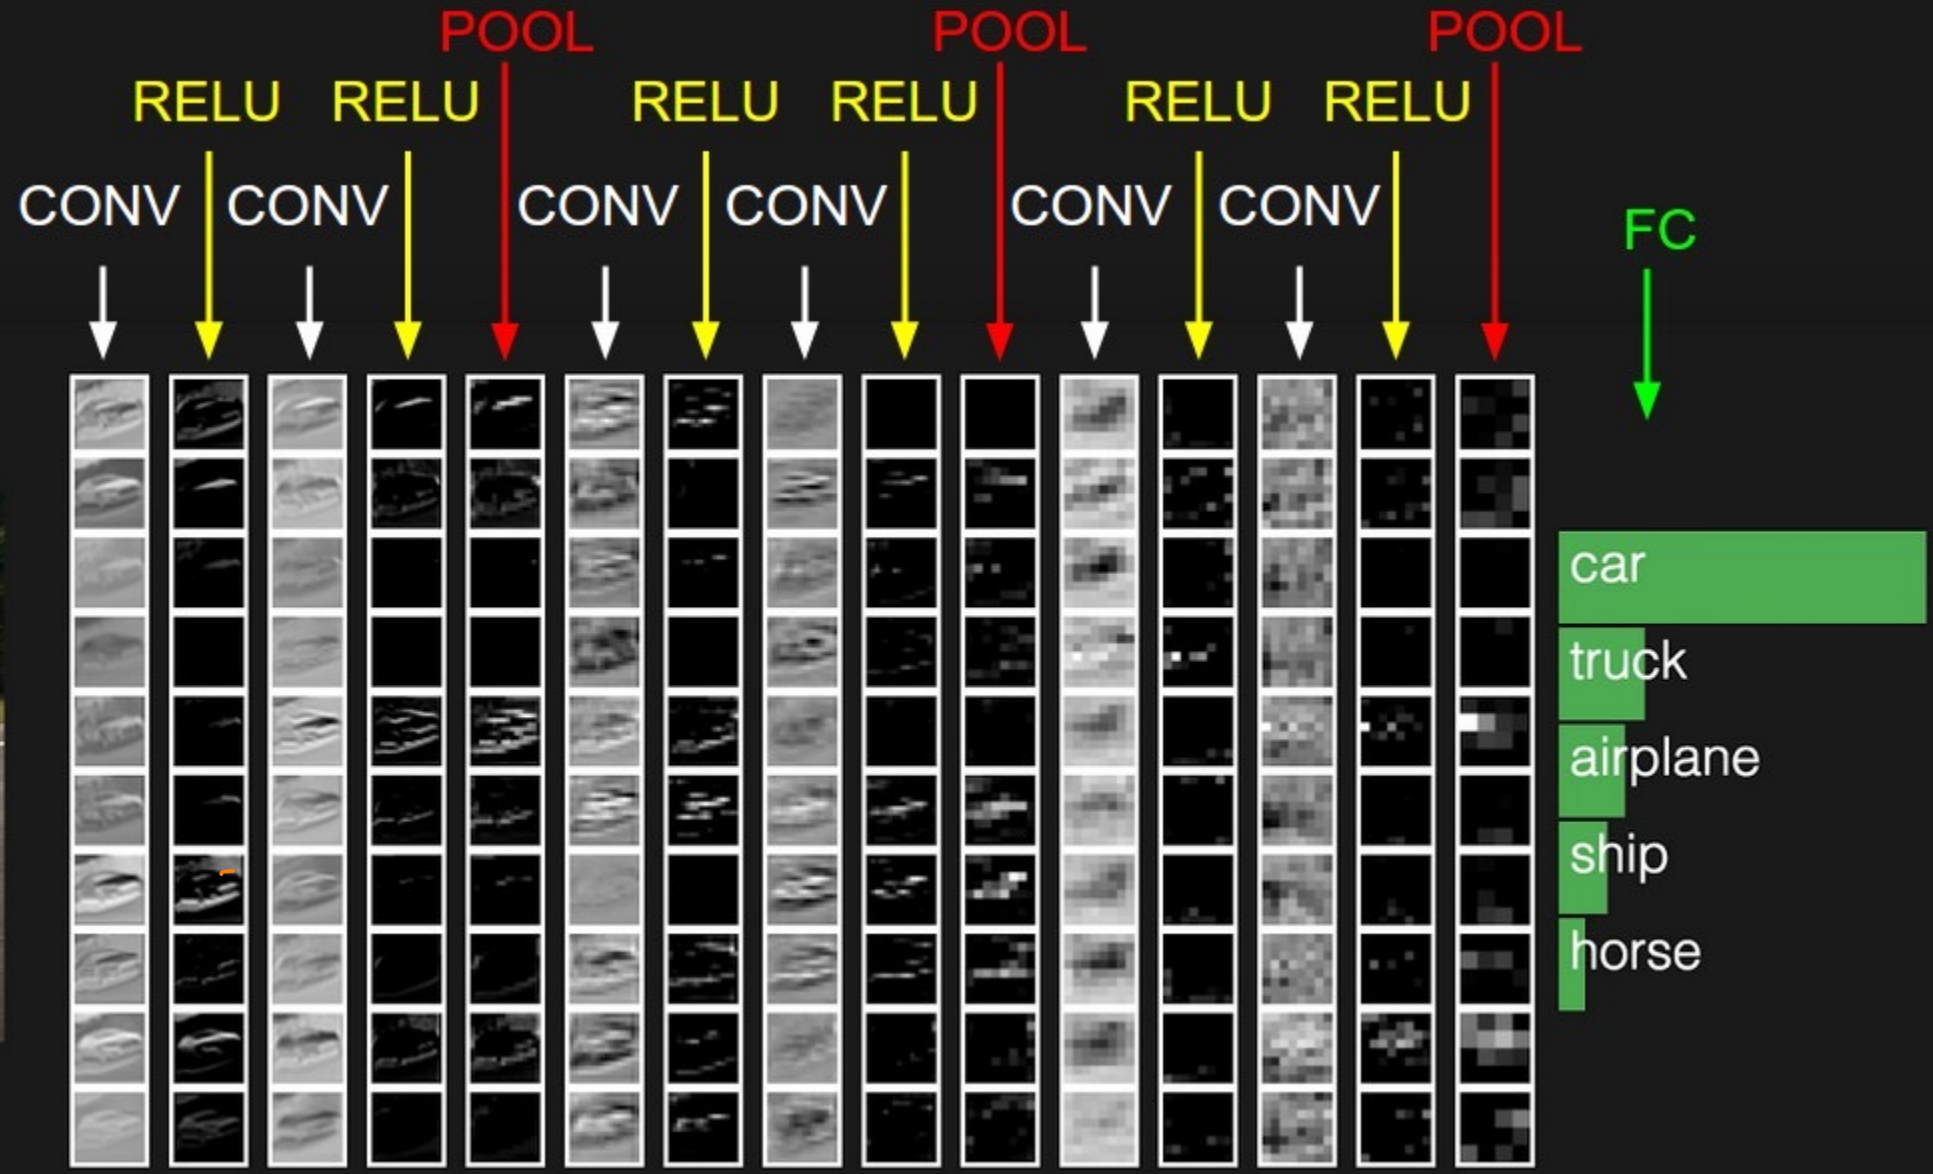 POOL POOL POOL
RELU RELU RELU RELU RELU RELU
CONV CONV CONV CONV CONV CONV
FC
car
truck
airplane
ship
horse